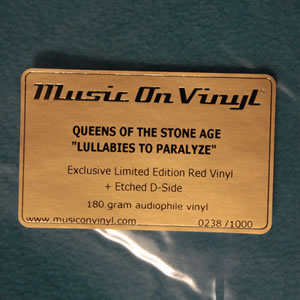 Music On Vinyl
QUEENS OF THE STONE AGE
"LULLABIES TO PARALYZE"
Exclusive Limited Edition Red Vinyl
+ Etched D-Side
180 gram audiophile vinyl
www.musiconvinyl.com 0238 /1000